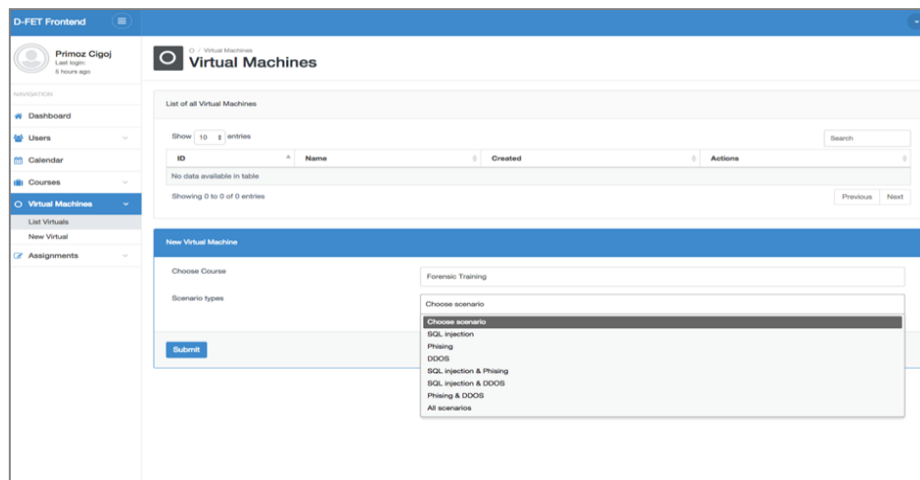 D-FET Frontend
Primoz Cigoj
Last login:
5 hours ago
NAVIGATION
Dashboard
Users
Calendar
Courses
Virtual Machines
List Virtuals
New Virtual
Assignments
O / Virtual Machines
Virtual Machines
List of all Virtual Machines
Show 10 entries
Search
ID Name Created Actions
No data available in table
Showing 0 to 0 of 0 entries
Previous Next
New Virtual Machine
Choose Course
Forensic Training
Scenario types
Choose scenario
Choose scenario
SQL injection
Phising
DDOS
SQL injection & Phising
SQL injection & DDOS
Phising & DDOS
All scenarios
Submit